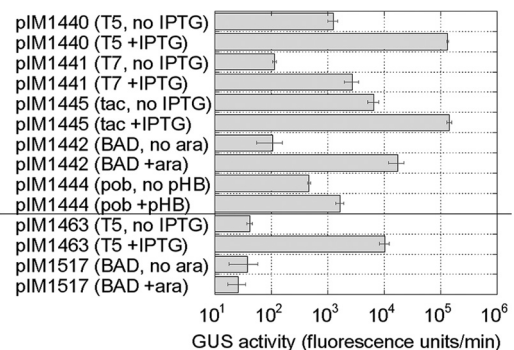 pIM1440 (T5, no IPTG)
pIM1440 (T5 +IPTG)
pIM1441 (T7, no IPTG)
pIM1441 (T7 +IPTG)
pIM1445 (tac, no IPTG)
pIM1445 (tac +IPTG)
pIM1442 (BAD, no ara)
pIM1442 (BAD +ara)
pIM1444 (pob, no pHB)
pIM1444 (pob +pHB)
pIM1463 (T5, no IPTG)
pIM1463 (T5 +IPTG)
pIM1517 (BAD, no ara)
pIM1517 (BAD +ara)
10¹ 10² 10³ 10⁴ 10⁵ 10⁶
GUS activity (fluorescence units/min)